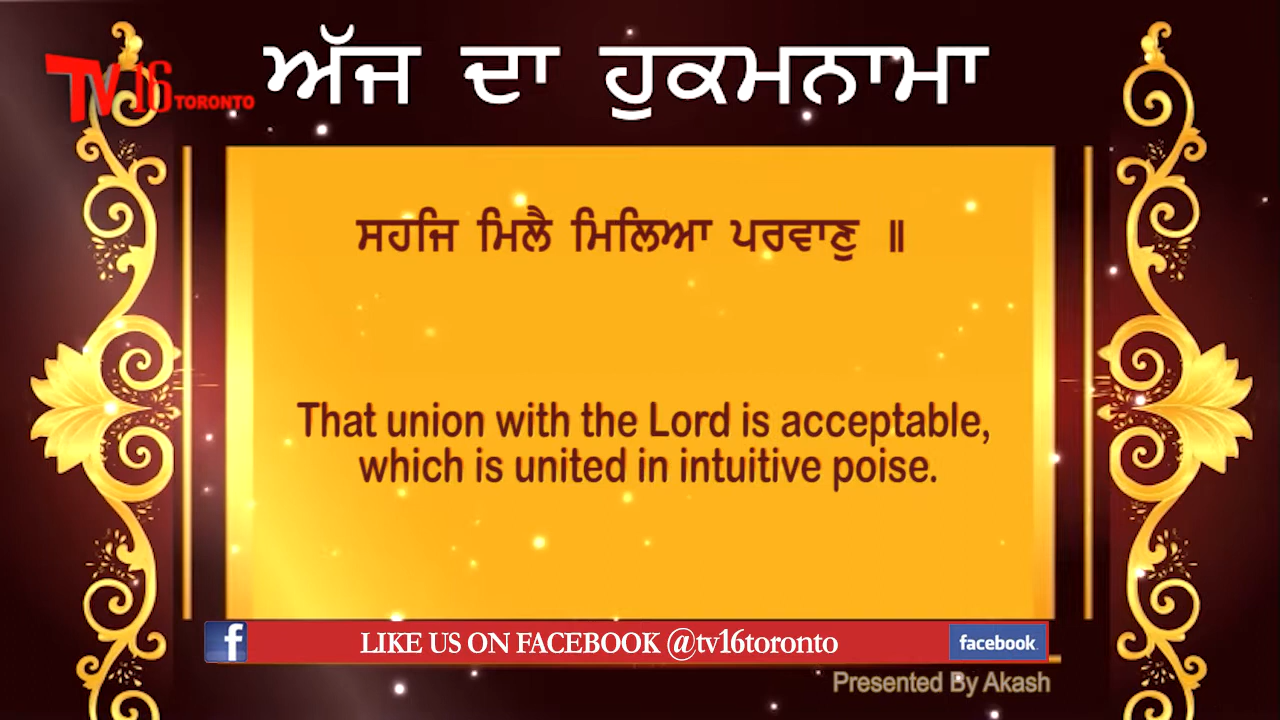 ਅੱਜ ਦਾ ਹੁਕਮਨਾਮਾ
TV16 TORONTO
ਸਹਜਿ ਮਿਲੈ ਮਿਲਿਆ ਪਰਵਾਣੁ ॥
That union with the Lord is acceptable,
which is united in intuitive poise.
f LIKE US ON FACEBOOK @tv16toronto facebook
Presented By Akash